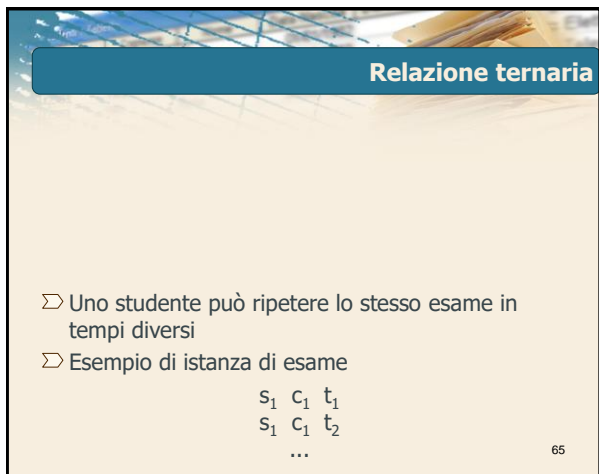 Relazione ternaria
Uno studente può ripetere lo stesso esame in
tempi diversi
Esempio di istanza di esame
s₁ c₁ t₁
s₁ c₁ t₂
...
65